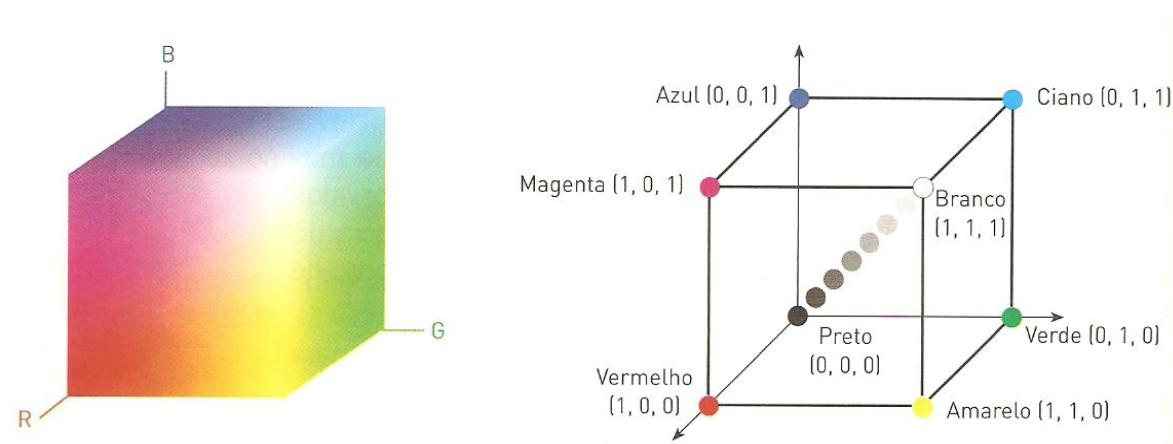 B
G
R
Azul (0, 0, 1)
Ciano (0, 1, 1)
Magenta (1, 0, 1)
Branco
(1, 1, 1)
Preto
(0, 0, 0)
Verde (0, 1, 0)
Vermelho
(1, 0, 0)
Amarelo (1, 1, 0)